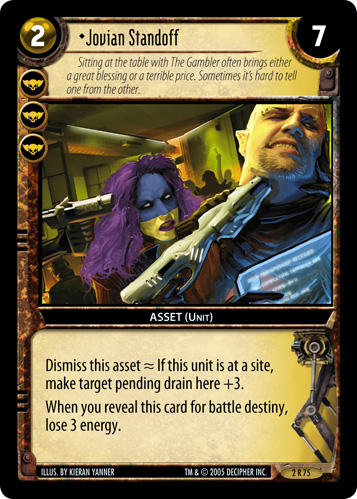 2 •Jovian Standoff 7
Sitting at the table with The Gambler often brings either
a great blessing or a terrible price. Sometimes it's hard to tell
one from the other.
ASSET (UNIT)
Dismiss this asset ≈ If this unit is at a site,
make target pending drain here +3.
When you reveal this card for battle destiny,
lose 3 energy.
ILLUS. BY KIERAN YANNER TM & © 2005 DECIPHER INC. 2 R 75